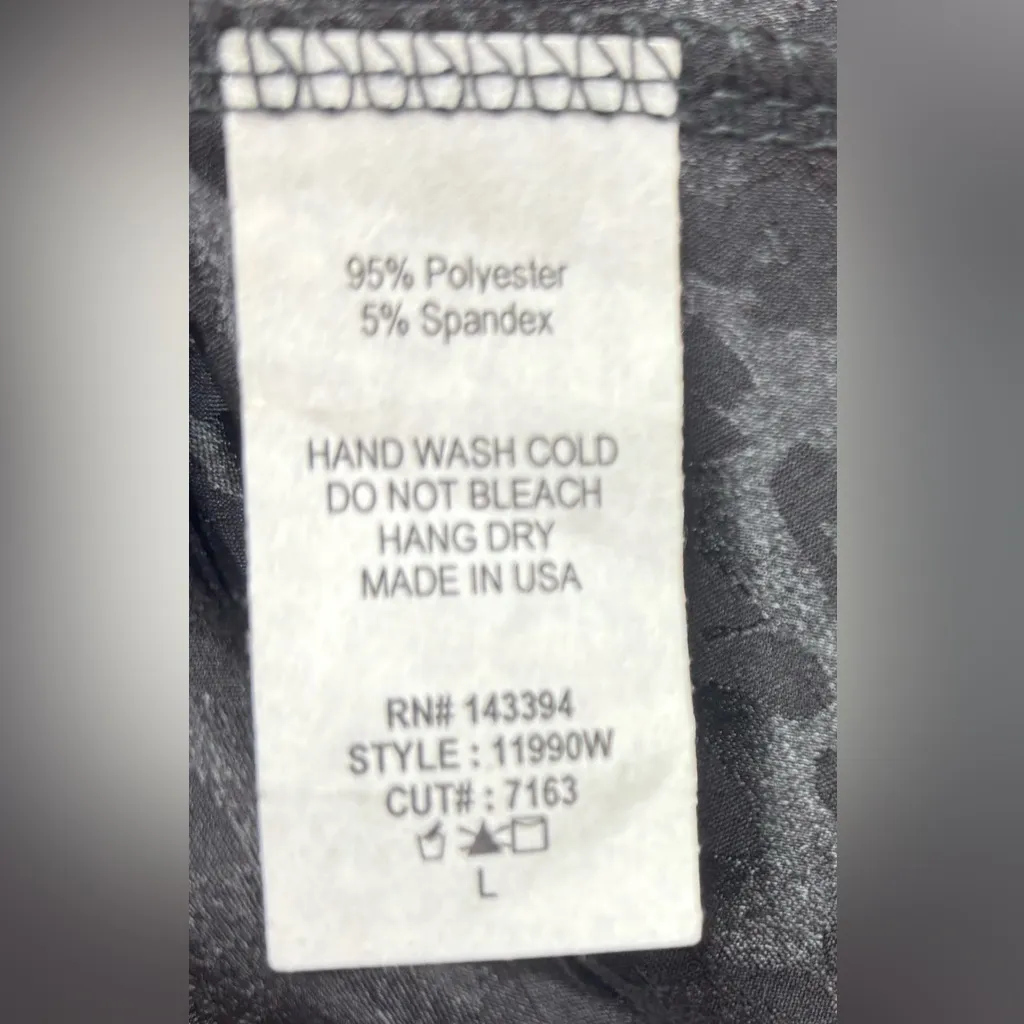 95% Polyester
5% Spandex
HAND WASH COLD
DO NOT BLEACH
HANG DRY
MADE IN USA
RN# 143394
STYLE : 11990W
CUT# : 7163
L